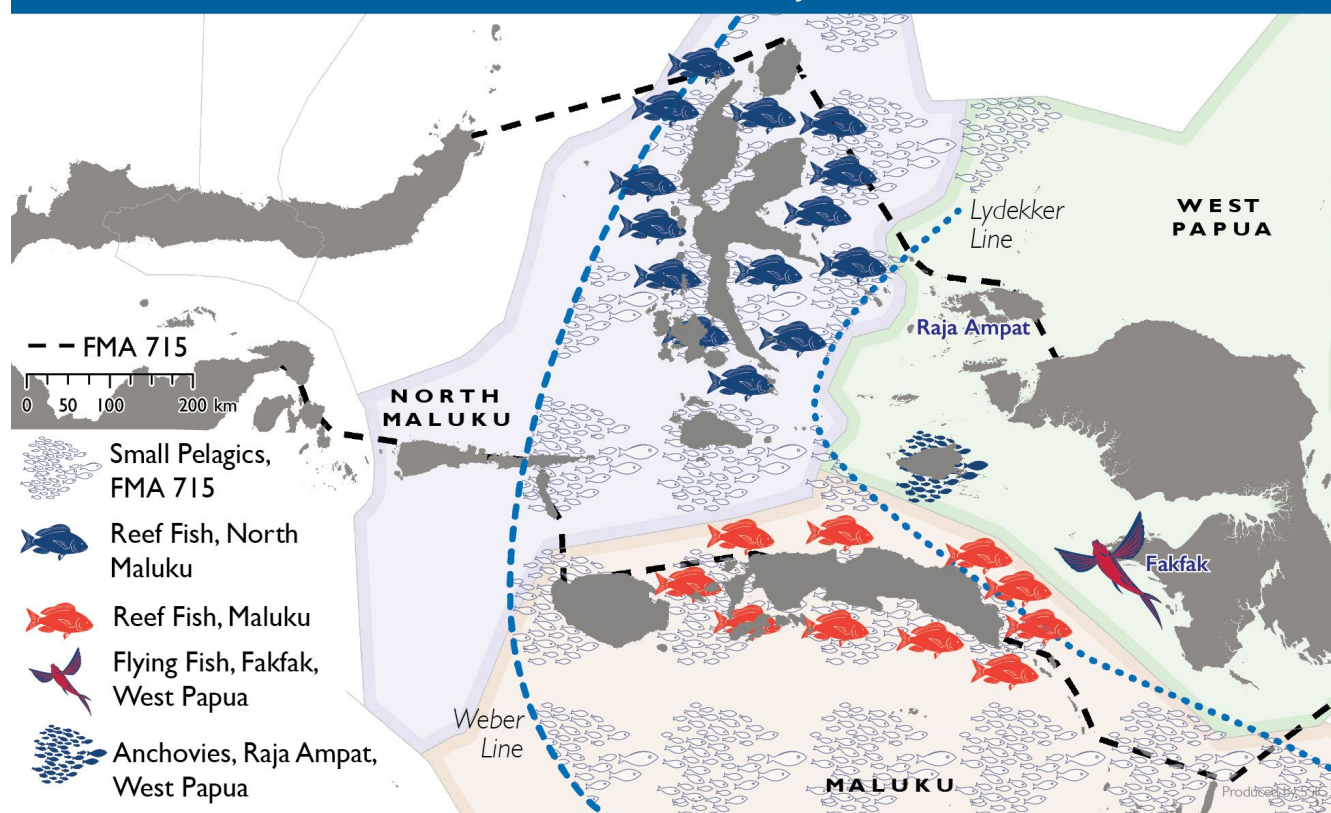 Lydekker
Line
WEST
PAPUA
Raja Ampat
FMA 715
0 50 100 200 km
NORTH
MALUKU
Small Pelagics,
FMA 715
Reef Fish, North
Maluku
Fakfak
Reef Fish, Maluku
Flying Fish, Fakfak,
West Papua
Weber
Line
Anchovies, Raja Ampat,
West Papua
MALUKU
Produced by